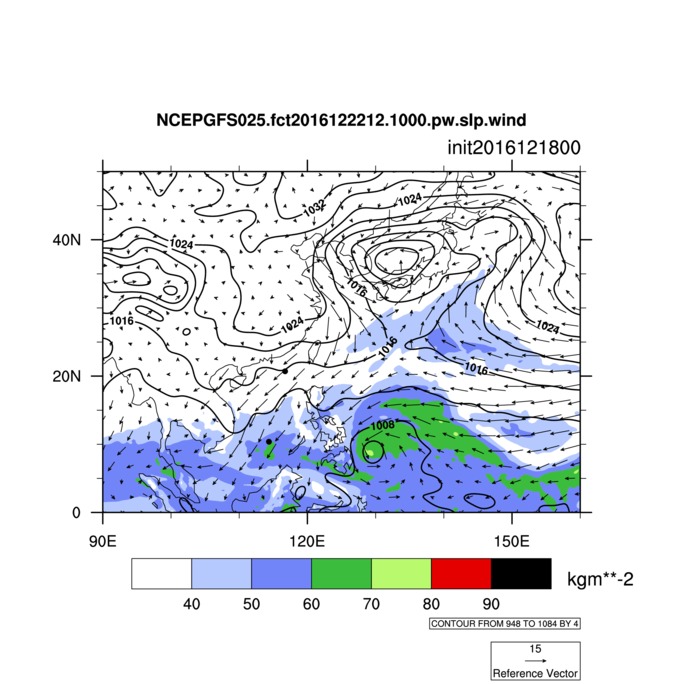 NCEPGFS025.fct2016122212.1000.pw.slp.wind
init2016121800
1032
1024
40N
1024
1016
1016
1024
1024
1016
1016
20N
1008
0
90E 120E 150E
kgm**-2
40 50 60 70 80 90
CONTOUR FROM 948 TO 1084 BY 4
15
Reference Vector